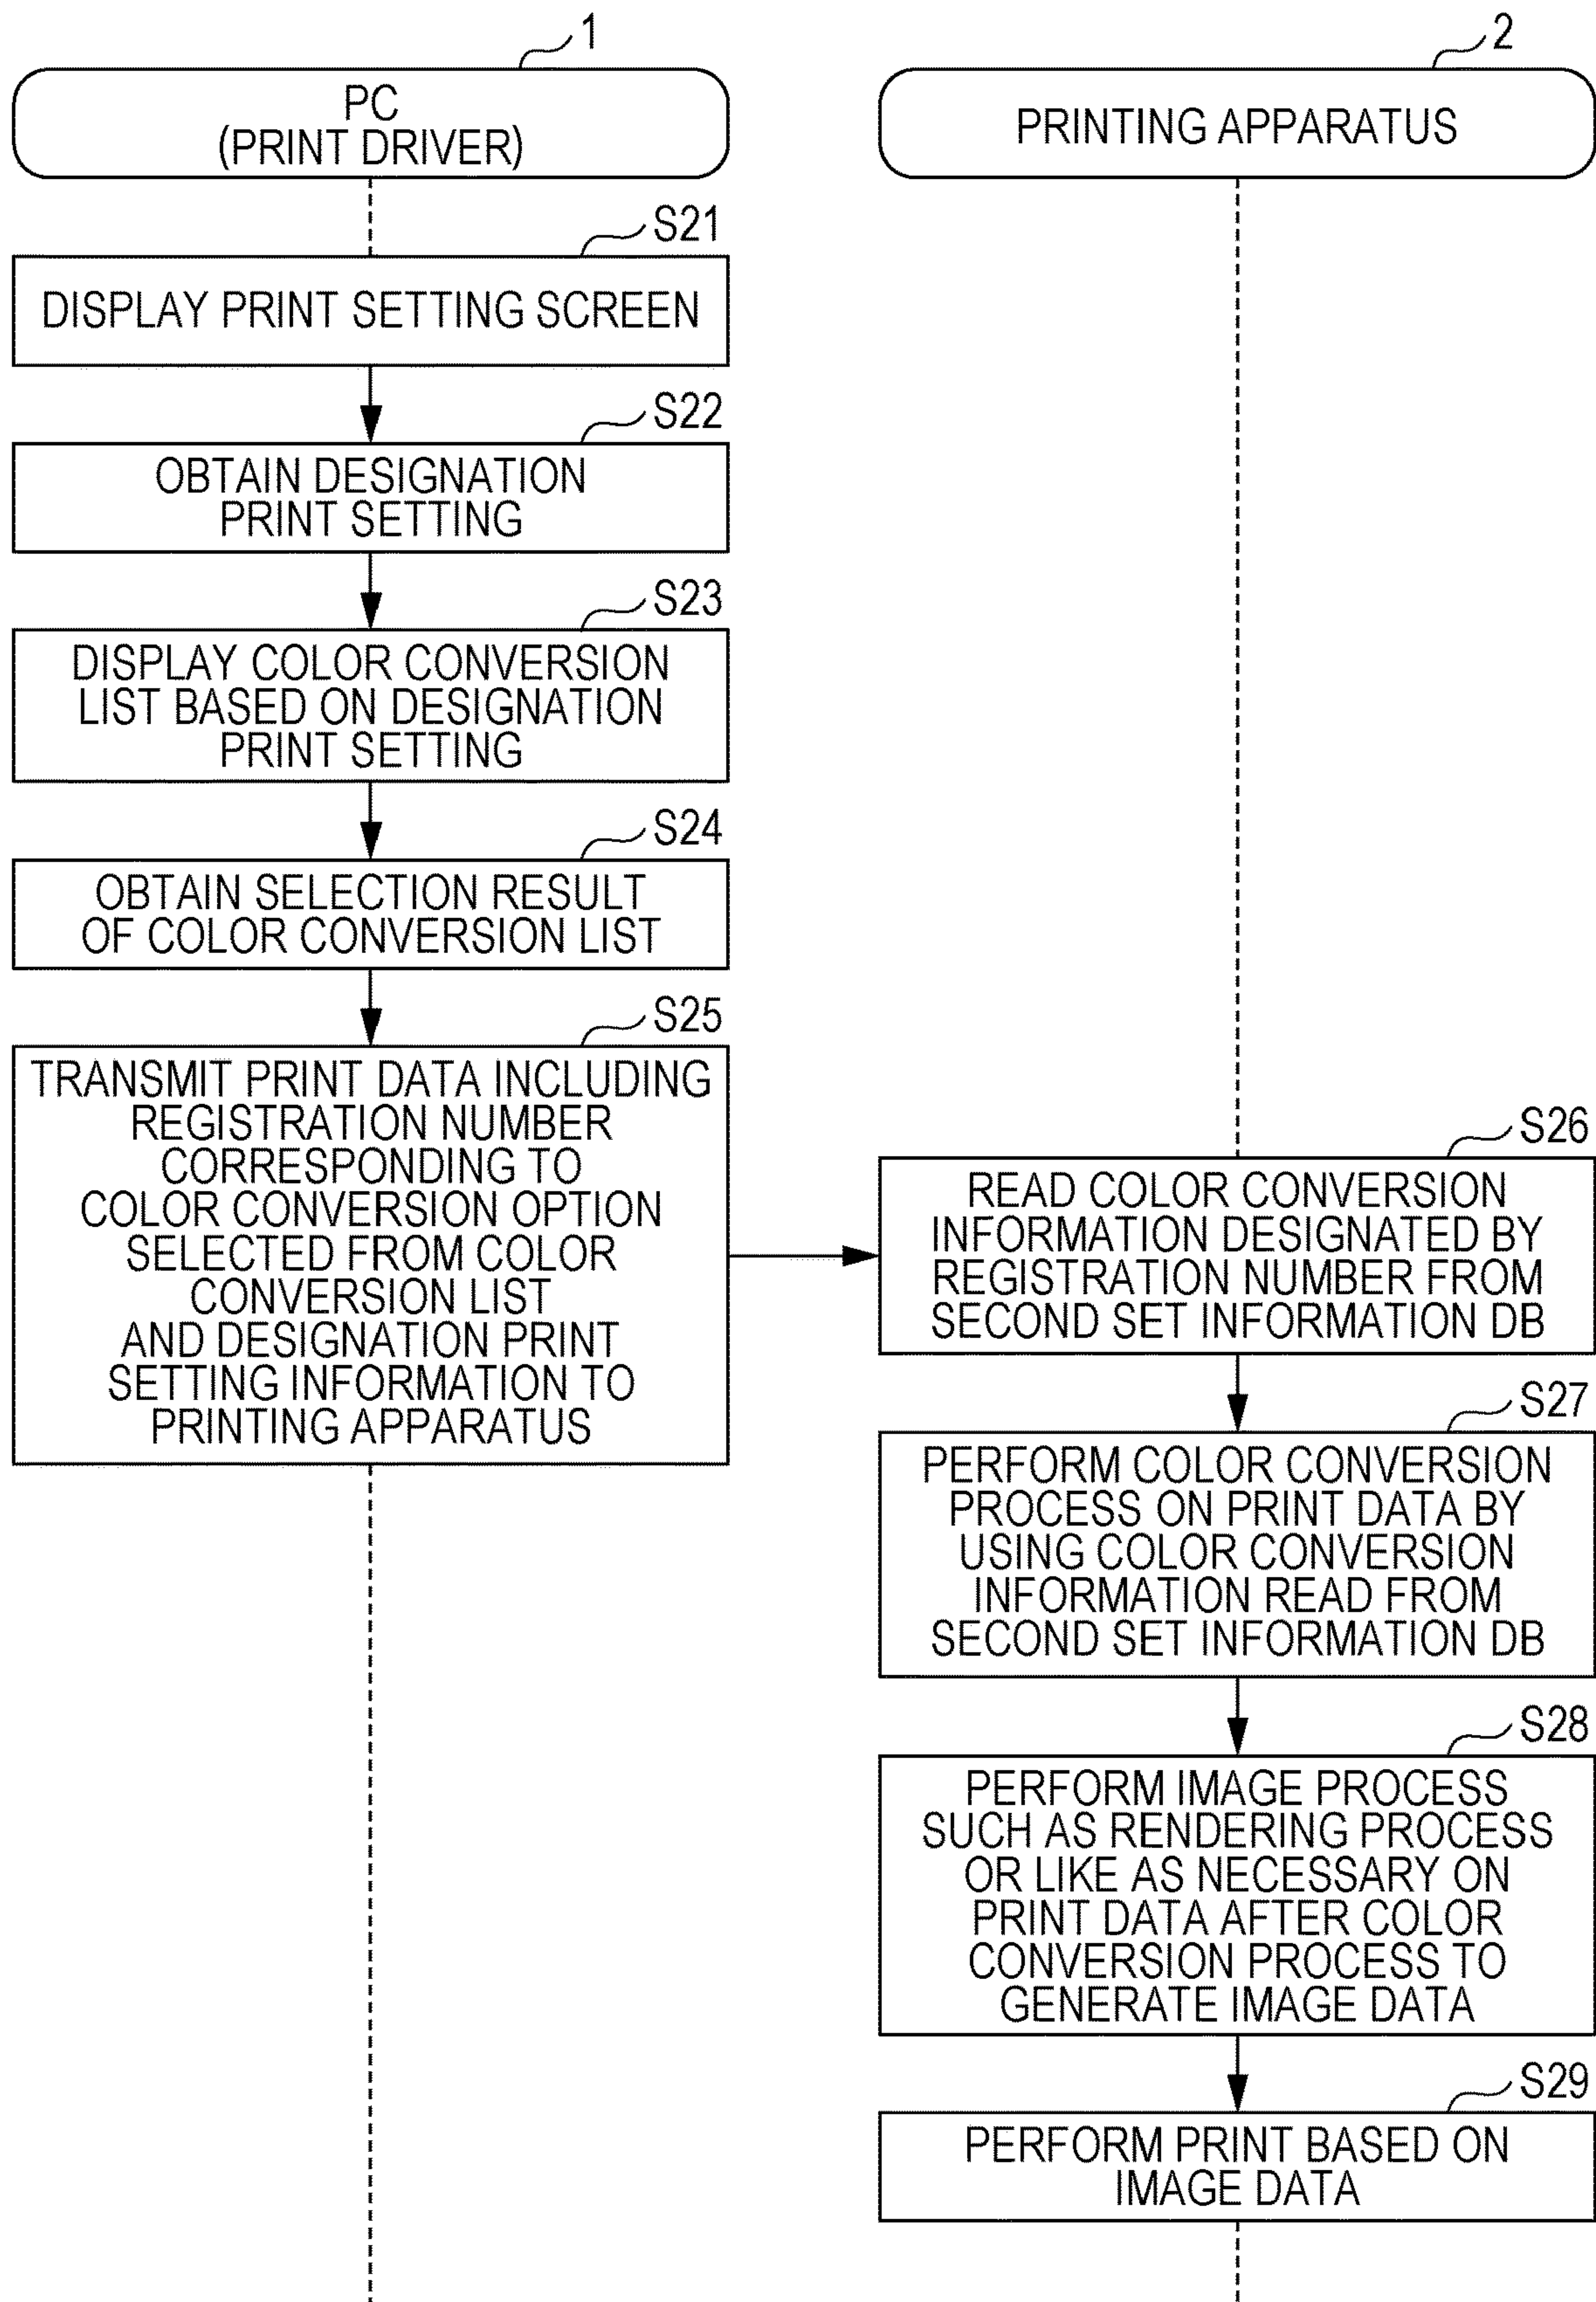 1
PC
(PRINT DRIVER)
2
PRINTING APPARATUS
S21
DISPLAY PRINT SETTING SCREEN
S22
OBTAIN DESIGNATION
PRINT SETTING
S23
DISPLAY COLOR CONVERSION
LIST BASED ON DESIGNATION
PRINT SETTING
S24
OBTAIN SELECTION RESULT
OF COLOR CONVERSION LIST
S25
TRANSMIT PRINT DATA INCLUDING
REGISTRATION NUMBER
CORRESPONDING TO
COLOR CONVERSION OPTION
SELECTED FROM COLOR
CONVERSION LIST
AND DESIGNATION PRINT
SETTING INFORMATION TO
PRINTING APPARATUS
S26
READ COLOR CONVERSION
INFORMATION DESIGNATED BY
REGISTRATION NUMBER FROM
SECOND SET INFORMATION DB
S27
PERFORM COLOR CONVERSION
PROCESS ON PRINT DATA BY
USING COLOR CONVERSION
INFORMATION READ FROM
SECOND SET INFORMATION DB
S28
PERFORM IMAGE PROCESS
SUCH AS RENDERING PROCESS
OR LIKE AS NECESSARY ON
PRINT DATA AFTER COLOR
CONVERSION PROCESS TO
GENERATE IMAGE DATA
S29
PERFORM PRINT BASED ON
IMAGE DATA